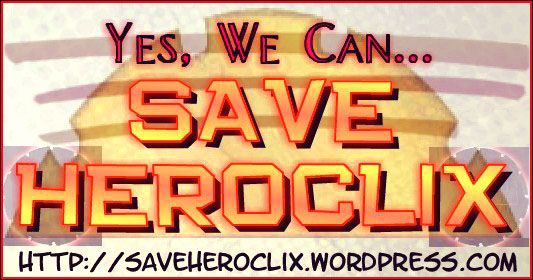 Yes, We Can...
SAVE
HEROCLIX
HTTP://SAVEHEROCLIX.WORDPRESS.COM